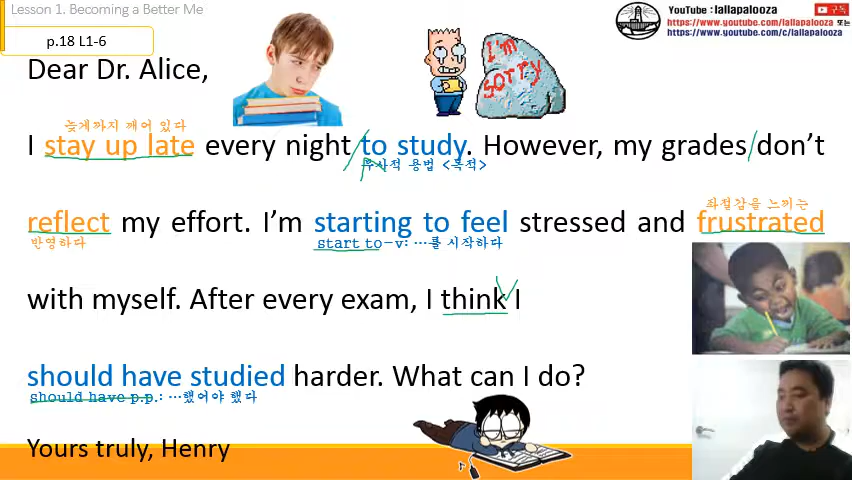 Lesson 1. Becoming a Better Me
YouTube : lallapalooza 구독
https://www.youtube.com/lallapalooza 또는
https://www.youtube.com/c/lallapalooza
p.18 L1-6
I'm
sorry
Dear Dr. Alice,
늦게까지 깨어 있다
I stay up late every night to study. However, my grades don't
부사적 용법 <목적>
좌절감을 느끼는
reflect my effort. I'm starting to feel stressed and frustrated
반영하다
start to-v: …를 시작하다
with myself. After every exam, I think I
should have studied harder. What can I do?
should have p.p.: …했어야 했다
Yours truly, Henry